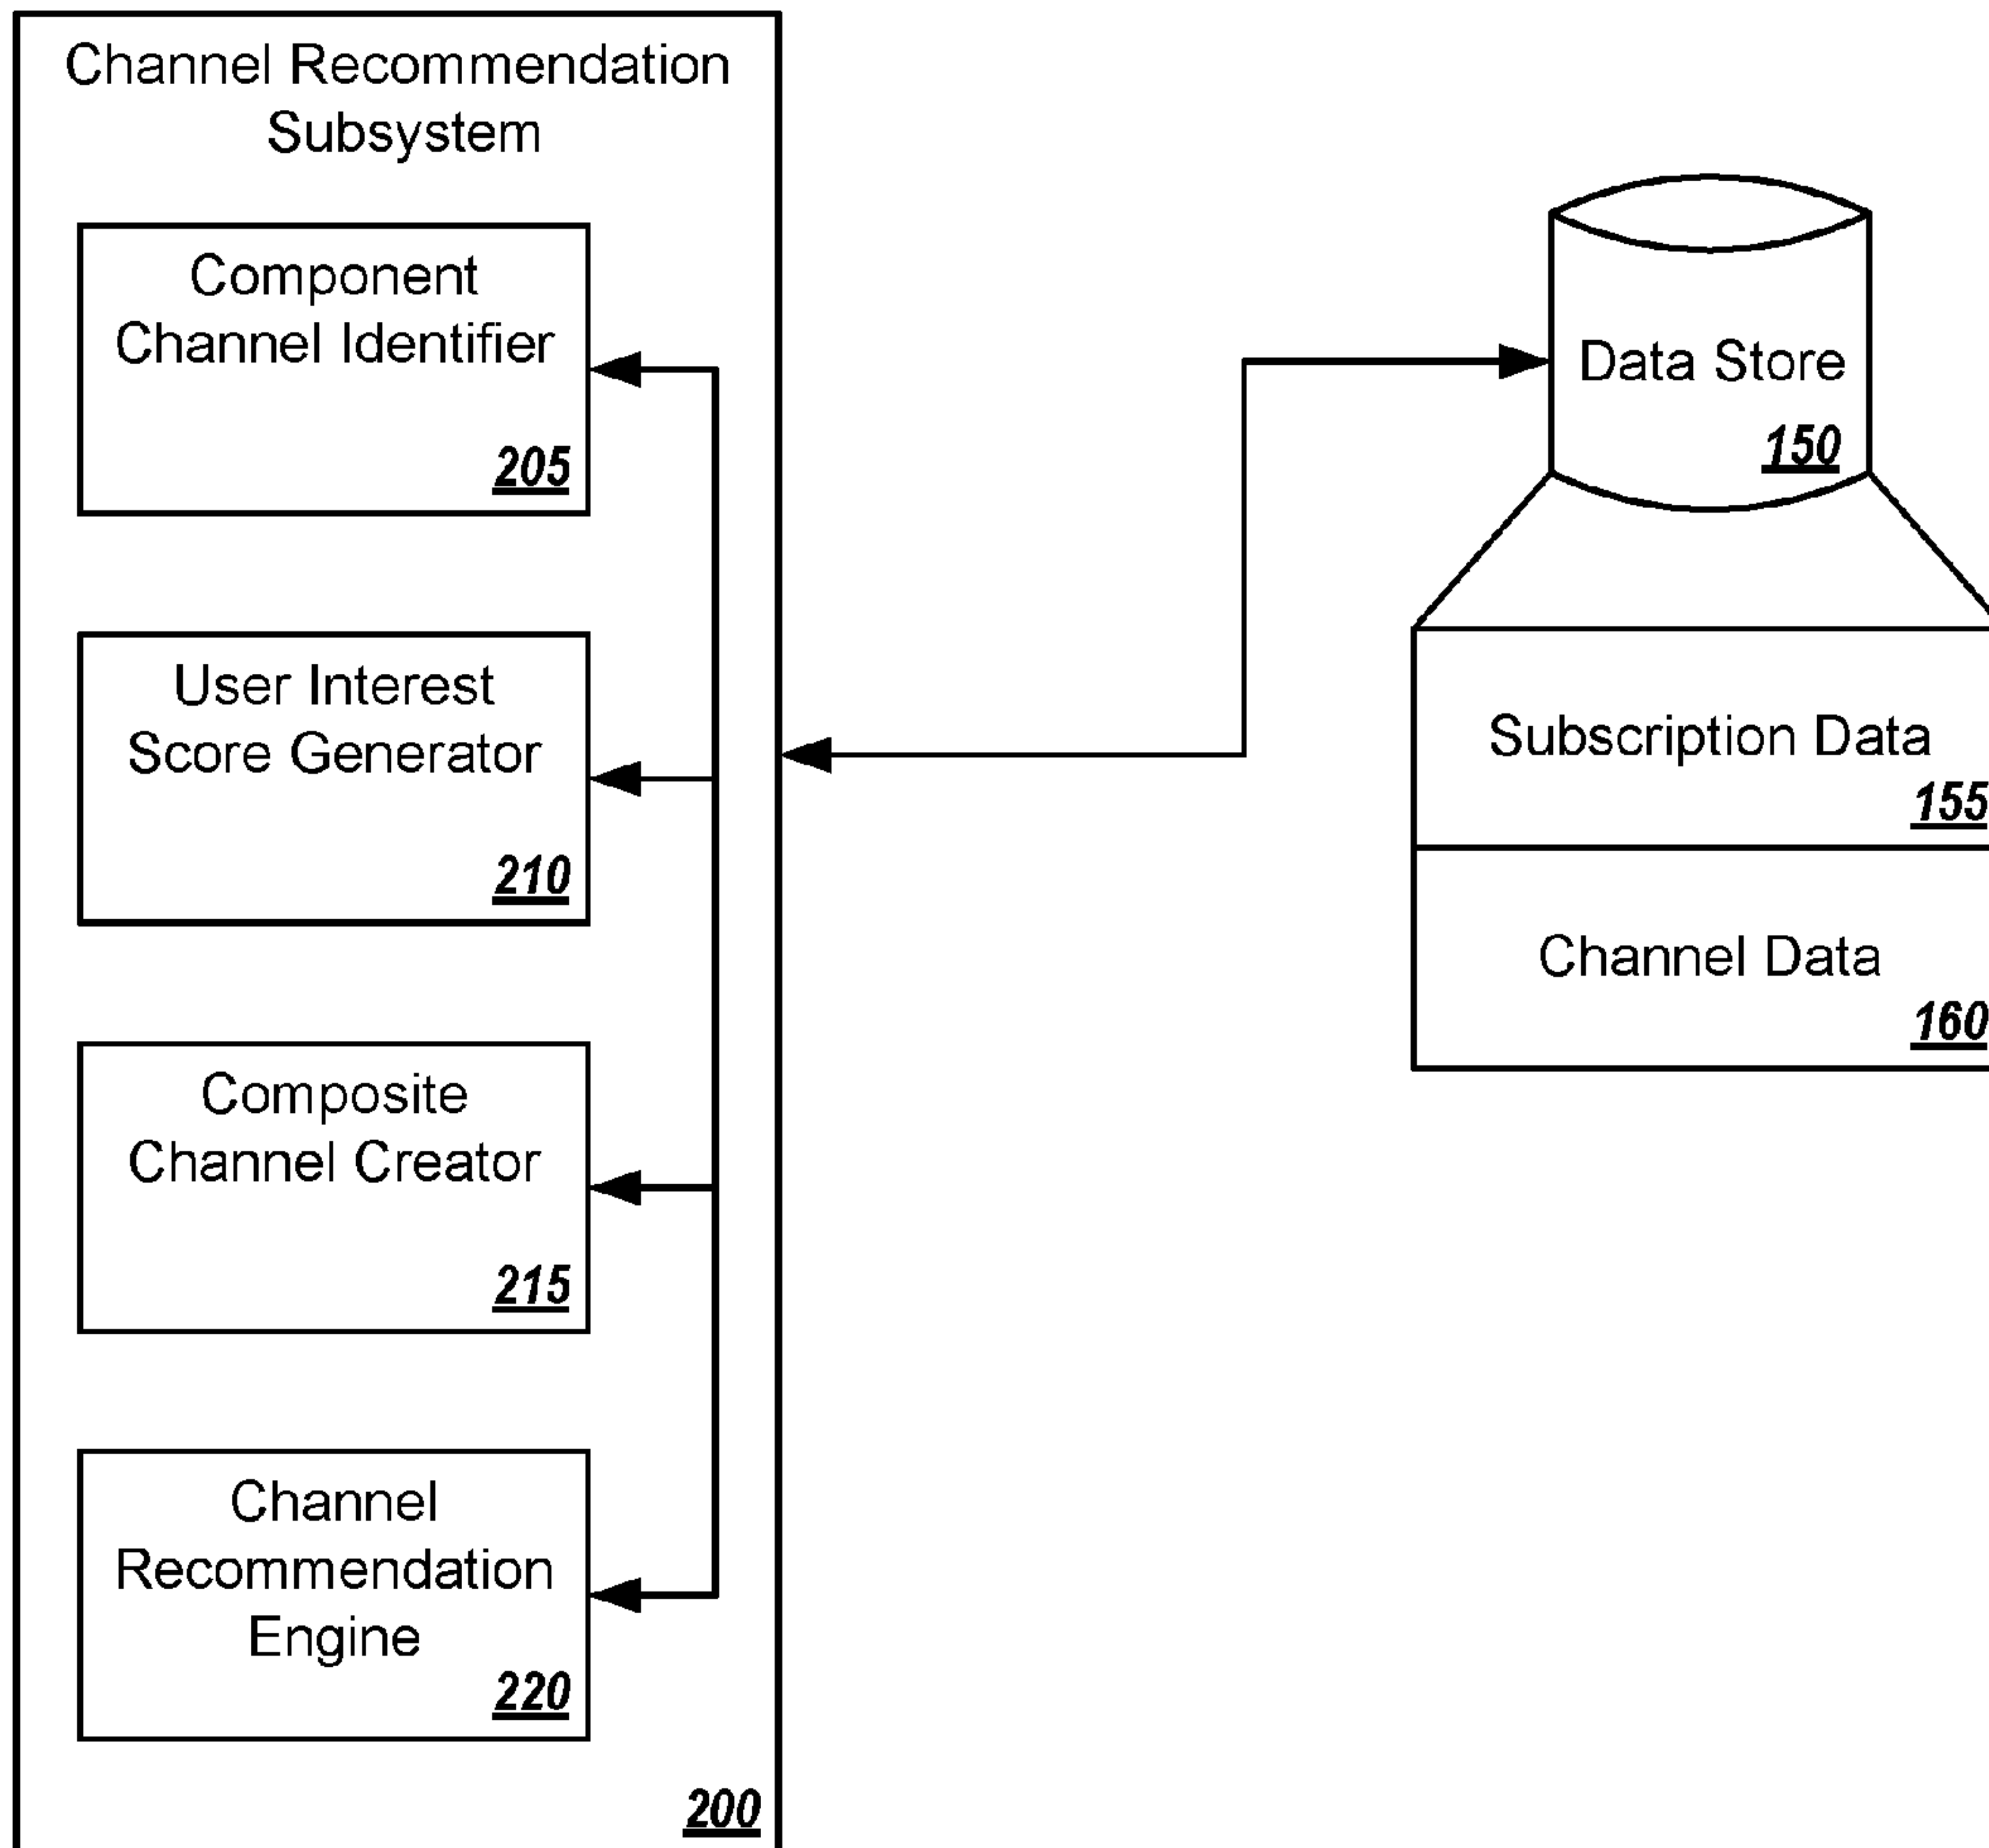 Channel Recommendation
Subsystem
Component
Channel Identifier
205
User Interest
Score Generator
210
Composite
Channel Creator
215
Channel
Recommendation
Engine
220
200
Data Store
150
Subscription Data
155
Channel Data
160